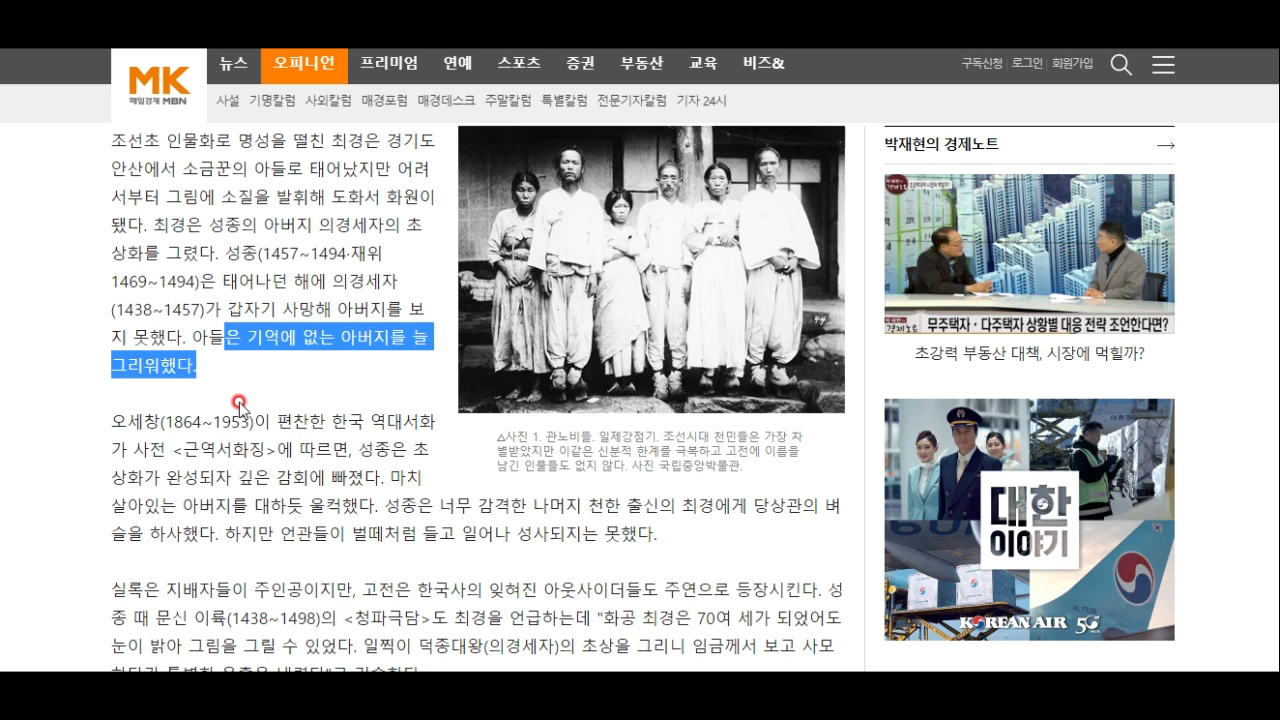 MK
매일경제 MBN
뉴스 오피니언 프리미엄 연예 스포츠 증권 부동산 교육 비즈&
구독신청 로그인 회원가입
사설 기명칼럼 사외칼럼 매경포럼 매경데스크 주말칼럼 특별칼럼 전문기자칼럼 기자 24시
조선초 인물화로 명성을 떨친 최경은 경기도
안산에서 소금꾼의 아들로 태어났지만 어려
서부터 그림에 소질을 발휘해 도화서 화원이
됐다. 최경은 성종의 아버지 의경세자의 초
상화를 그렸다. 성종(1457~1494·재위
1469~1494)은 태어나던 해에 의경세자
(1438~1457)가 갑자기 사망해 아버지를 보
지 못했다. 아들은 기억에 없는 아버지를 늘
그리워했다.
오세창(1864~1953)이 편찬한 한국 역대서화
가 사전 <근역서화징>에 따르면, 성종은 초
상화가 완성되자 깊은 감회에 빠졌다. 마치
살아있는 아버지를 대하듯 울컥했다. 성종은 너무 감격한 나머지 천한 출신의 최경에게 당상관의 벼
슬을 하사했다. 하지만 언관들이 벌떼처럼 들고 일어나 성사되지는 못했다.
실록은 지배자들이 주인공이지만, 고전은 한국사의 잊혀진 아웃사이더들도 주연으로 등장시킨다. 성
종 때 문신 이륙(1438~1498)의 <청파극담>도 최경을 언급하는데 "화공 최경은 70여 세가 되었어도
눈이 밝아 그림을 그릴 수 있었다. 일찍이 덕종대왕(의경세자)의 초상을 그리니 임금께서 보고 사모
44
△사진 1. 관노비들. 일제강점기. 조선시대 천민들은 가장 차
별받았지만 이같은 신분적 한계를 극복하고 고전에 이름을
남긴 인물들도 없지 않다. 사진 국립중앙박물관.
박재현의 경제노트
박재현의
경제노트 무주택자·다주택자 상황별 대응 전략 조언한다면?
초강력 부동산 대책, 시장에 먹힐까?
대한
이야기
HL7538
KOREAN AIR 50